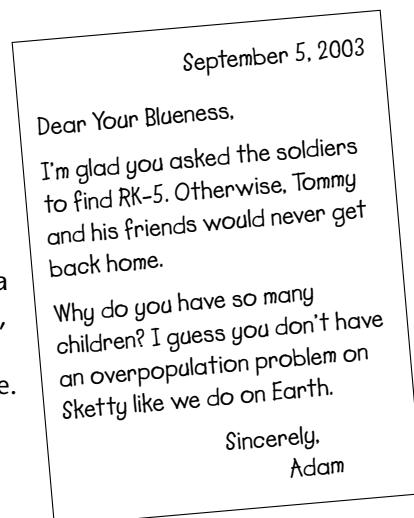 September 5, 2003
Dear Your Blueness,
I'm glad you asked the soldiers
to find RK-5. Otherwise, Tommy
and his friends would never get
back home.
a
Why do you have so many
,
children? I guess you don't have
an overpopulation problem on
e.
Sketty like we do on Earth.
Sincerely,
Adam